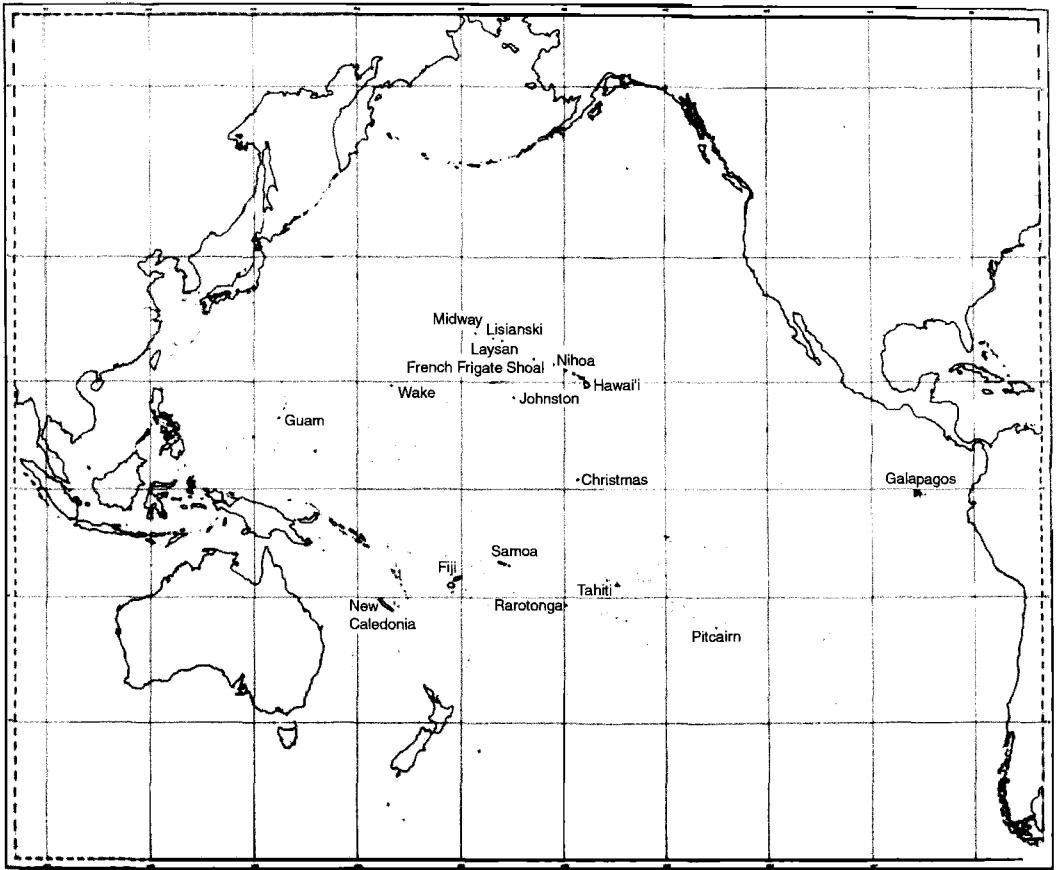 Midway
Lisianski
Laysan
French Frigate Shoal
Nihoa
Hawai'i
Wake
Johnston
Guam
Christmas
Galapagos
Samoa
Fiji
Tahiti
New
Caledonia
Rarotonga
Pitcairn